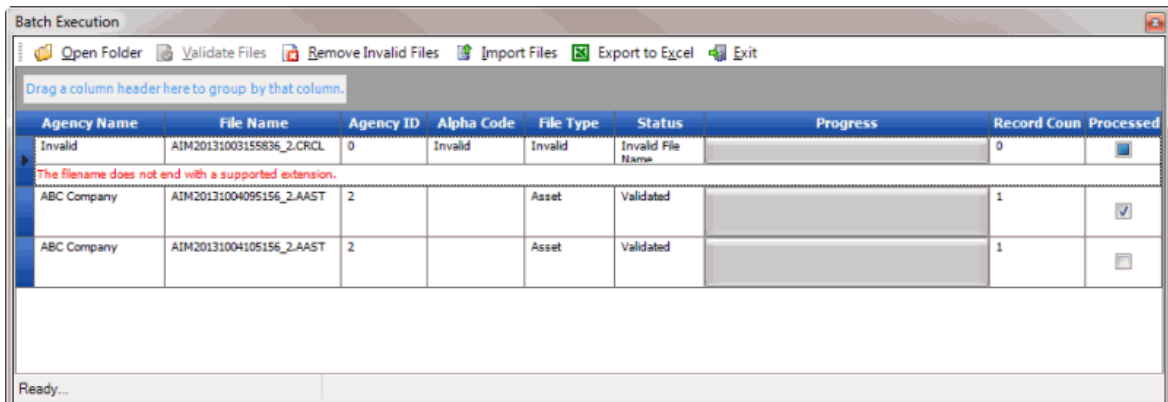 Batch Execution
Open Folder Validate Files Remove Invalid Files Import Files Export to Excel Exit
Drag a column header here to group by that column.
Agency Name File Name Agency ID Alpha Code File Type Status Progress Record Coun Processed
Invalid AIM20131003155836_2.CRCL 0 Invalid Invalid Invalid File 0
Name
The filename does not end with a supported extension.
ABC Company AIM20131004095156_2.AAST 2 Asset Validated 1
ABC Company AIM20131004105156_2.AAST 2 Asset Validated 1
Ready...